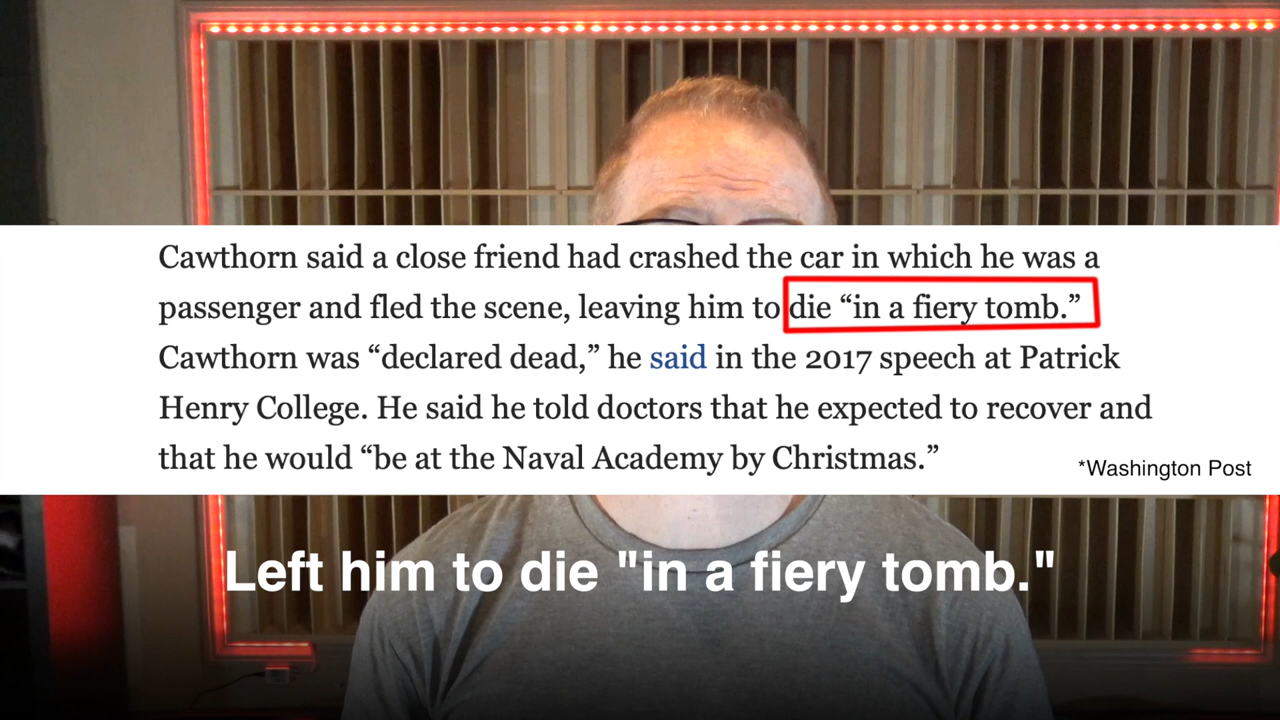 Cawthorn said a close friend had crashed the car in which he was a
passenger and fled the scene, leaving him to die “in a fiery tomb.”
Cawthorn was “declared dead,” he said in the 2017 speech at Patrick
Henry College. He said he told doctors that he expected to recover and
that he would “be at the Naval Academy by Christmas.”
*Washington Post
Left him to die "in a fiery tomb."